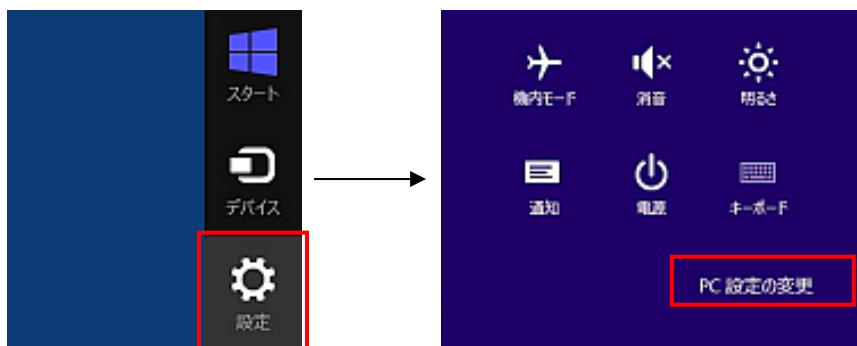 スタート
デバイス
設定
機内モード
消音
明るさ
通知
電源
キーボード
PC 設定の変更